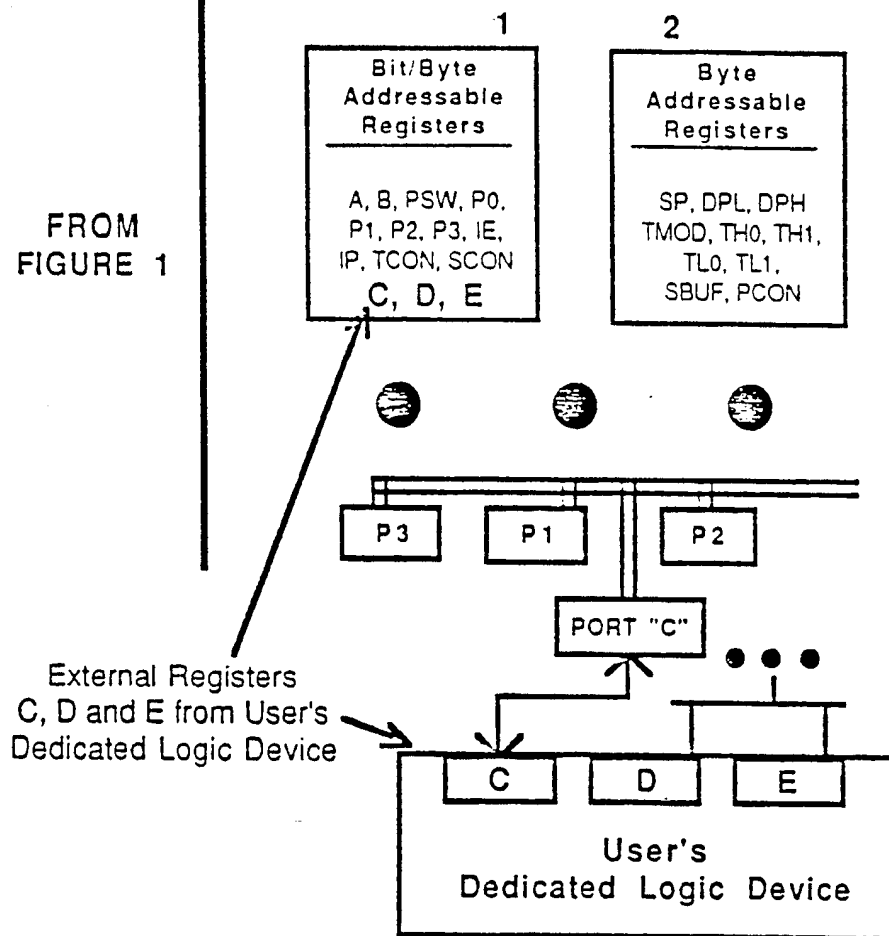 1
2
Bit/Byte
Addressable
Registers
A, B, PSW, P0,
P1, P2, P3, IE,
IP, TCON, SCON
C, D, E
Byte
Addressable
Registers
SP, DPL, DPH
TMOD, TH0, TH1,
TL0, TL1,
SBUF, PCON
FROM
FIGURE 1
P3
P1
P2
PORT "C"
External Registers
C, D and E from User's
Dedicated Logic Device
C
D
E
User's
Dedicated Logic Device